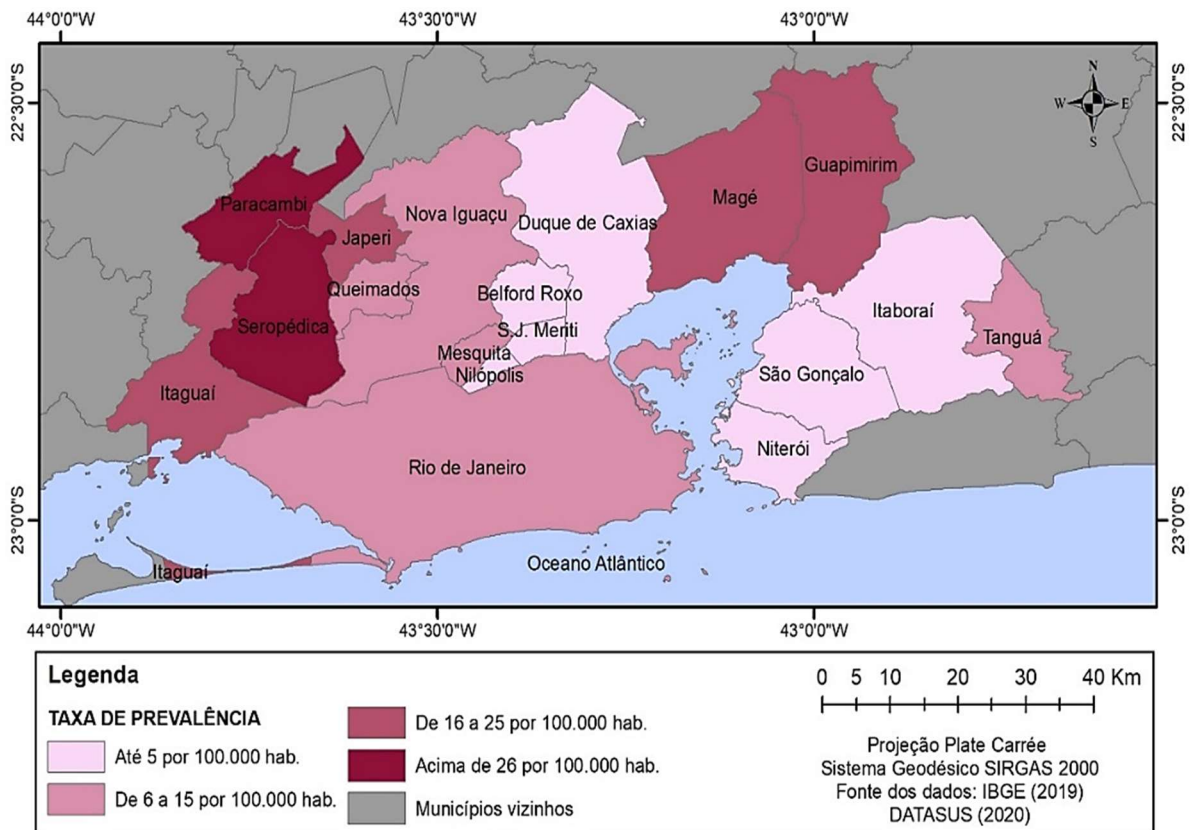 44°0'0"W 43°30'0"W 43°0'0"W
22°30'0"S 22°30'0"S
N
W E
S
Paracambi
Japeri
Nova Iguaçu
Duque de Caxias
Magé
Guapimirim
Queimados
Belford Roxo
Seropédica
S.J. Meriti
Mesquita
Nilópolis
Itaguaí
Itaboraí
Tanguá
São Gonçalo
Niterói
Rio de Janeiro
23°0'0"S 23°0'0"S
Oceano Atlântico
Itaguaí
44°0'0"W 43°30'0"W 43°0'0"W
Legenda
TAXA DE PREVALÊNCIA
Até 5 por 100.000 hab.
De 6 a 15 por 100.000 hab.
De 16 a 25 por 100.000 hab.
Acima de 26 por 100.000 hab.
Municípios vizinhos
0 5 10 20 30 40 Km
Projeção Plate Carrée
Sistema Geodésico SIRGAS 2000
Fonte dos dados: IBGE (2019)
DATASUS (2020)